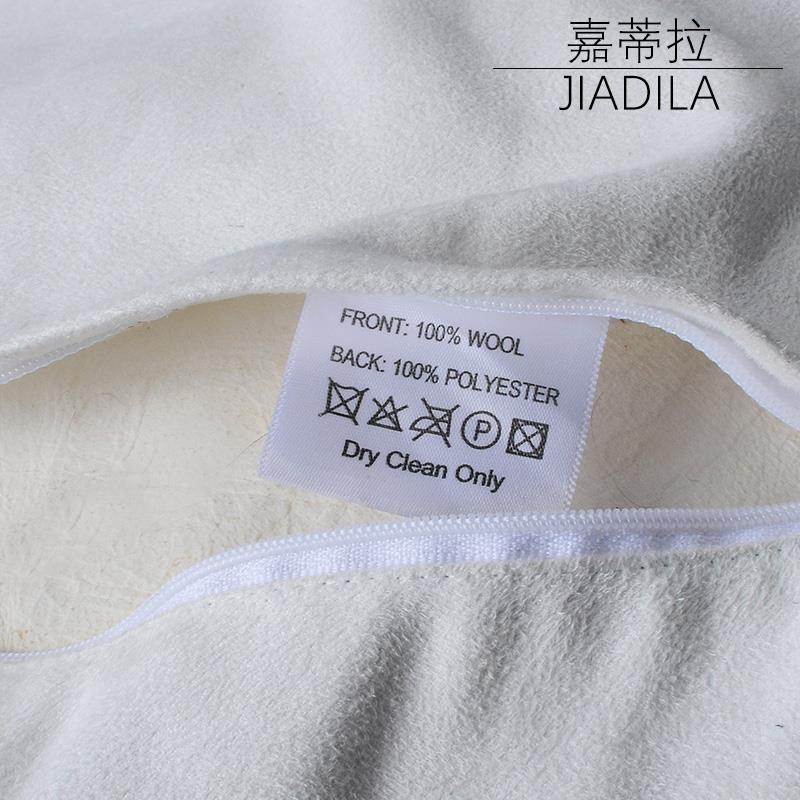 嘉蒂拉
JIADILA
FRONT: 100% WOOL
BACK: 100% POLYESTER
P
Dry Clean Only